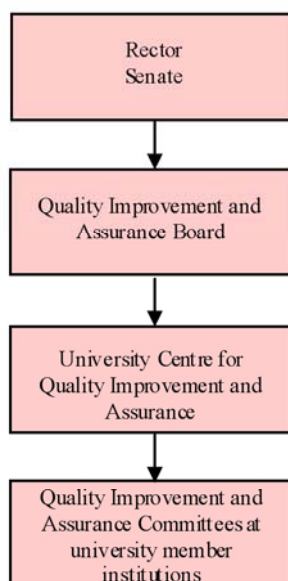 Rector
Senate
Quality Improvement and
Assurance Board
University Centre for
Quality Improvement and
Assurance
Quality Improvement and
Assurance Committees at
university member
institutions